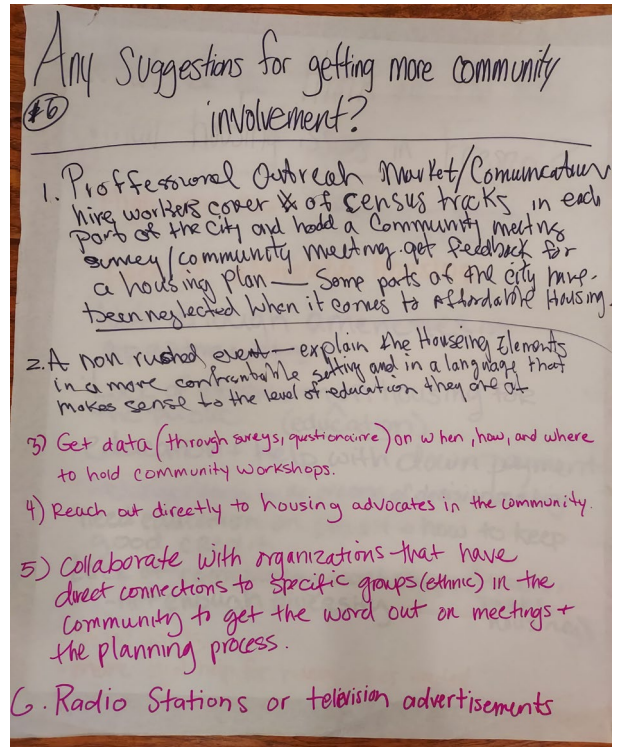 Any Suggestions for getting more community
#6
involvement?
1. Proffessional Outreah Market/Comuncation
hire workers cover % of census tracks in each
part of the City and hold a Community meeting
survey/community meeting. get feedback for
a housing plan — Some parts of the city have
been neglected when it comes to Affordable Housing.
2. A non rushed event — explain the Houseing Elements
in a more confrontable setting and in a language that
makes sense to the level of education they are at
3) Get data (through sureys, qustionairre) on when, how, and where
to hold community workshops.
4) Reach out directly to housing advocates in the community.
5) Collaborate with organizations that have
direct connections to specific groups (ethnic) in the
community to get the word out on meetings +
the planning process.
6. Radio Stations or television advertisements